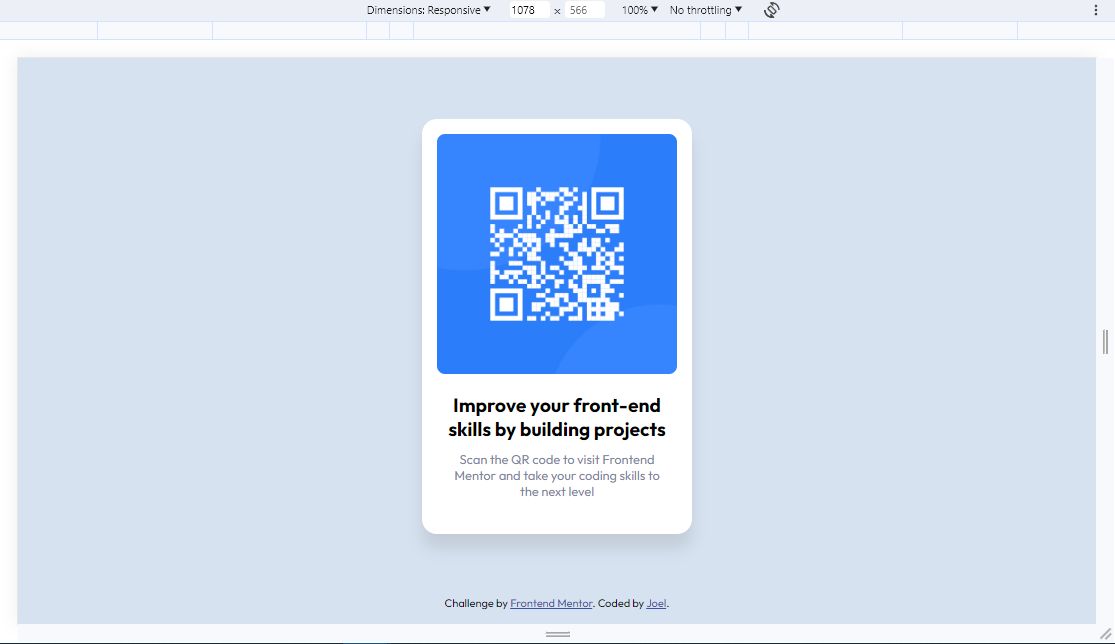 Dimensions: Responsive ▼ 1078 x 566 100% ▼ No throttling ▼
Improve your front-end
skills by building projects
Scan the QR code to visit Frontend
Mentor and take your coding skills to
the next level
Challenge by Frontend Mentor. Coded by Joel.